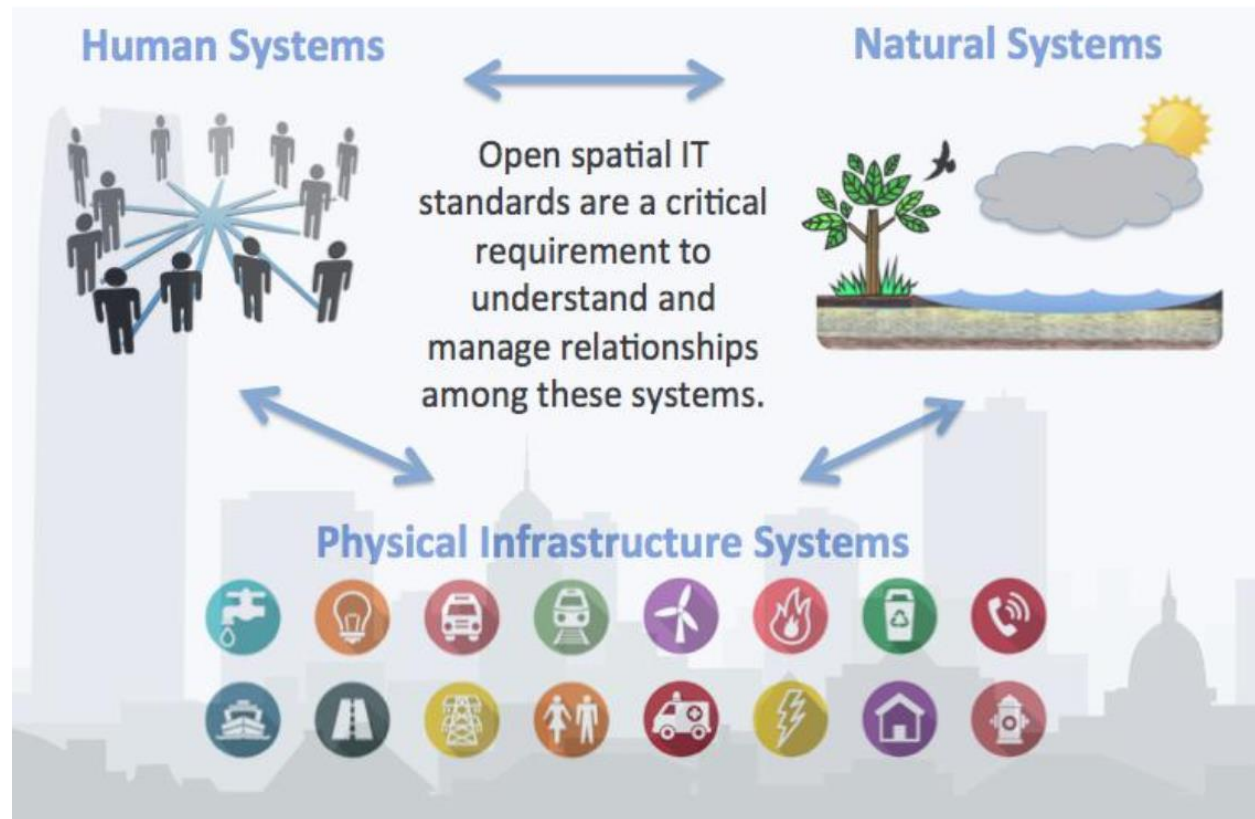 Human Systems
Natural Systems
Open spatial IT
standards are a critical
requirement to
understand and
manage relationships
among these systems.
Physical Infrastructure Systems